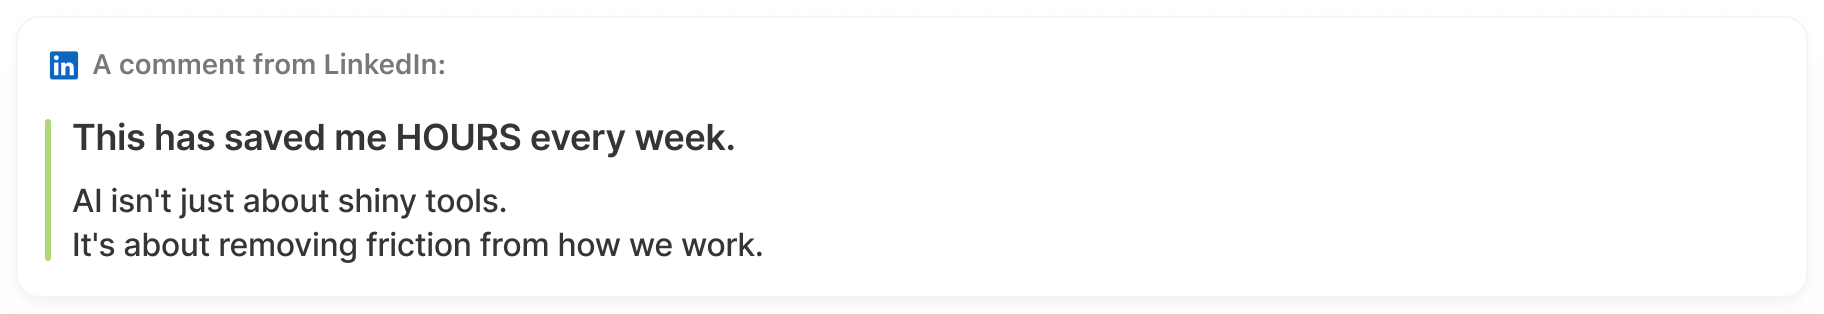 in A comment from LinkedIn:
This has saved me HOURS every week.
AI isn't just about shiny tools.
It's about removing friction from how we work.